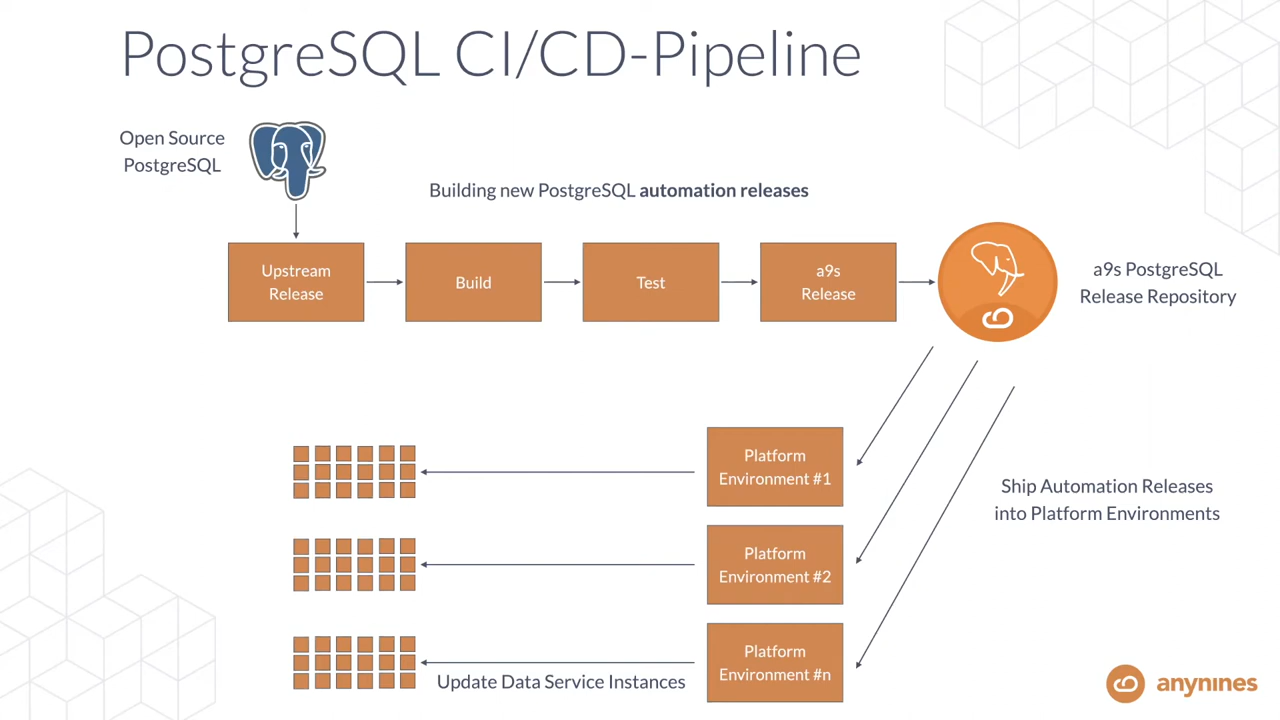 PostgreSQL CI/CD-Pipeline
Open Source
PostgreSQL
Building new PostgreSQL automation releases
Upstream
Release
Build
Test
a9s
Release
a9s PostgreSQL
Release Repository
Platform
Environment #1
Ship Automation Releases
into Platform Environments
Platform
Environment #2
Platform
Environment #n
Update Data Service Instances
anynines